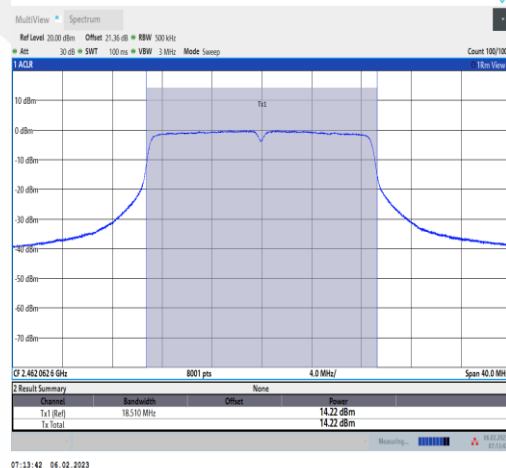 MultiView Spectrum
Ref Level 20.00 dBm Offset 21.36 dB RBW 500 kHz
Att 30 dB SWT 100 ms VBW 3 MHz Mode Sweep Count 100/100
1 ACLR 1Rm View
Tx1
10 dBm
0 dBm
-10 dBm
-20 dBm
-30 dBm
-40 dBm
-50 dBm
-60 dBm
-70 dBm
CF 2.462 062 6 GHz 8001 pts 4.0 MHz/ Span 40.0 MH
2 Result Summary None
Channel Bandwidth Offset Power
Tx1 (Ref) 18.510 MHz 14.22 dBm
Tx Total 14.22 dBm
Measuring...
07:13:42 06.02.2023